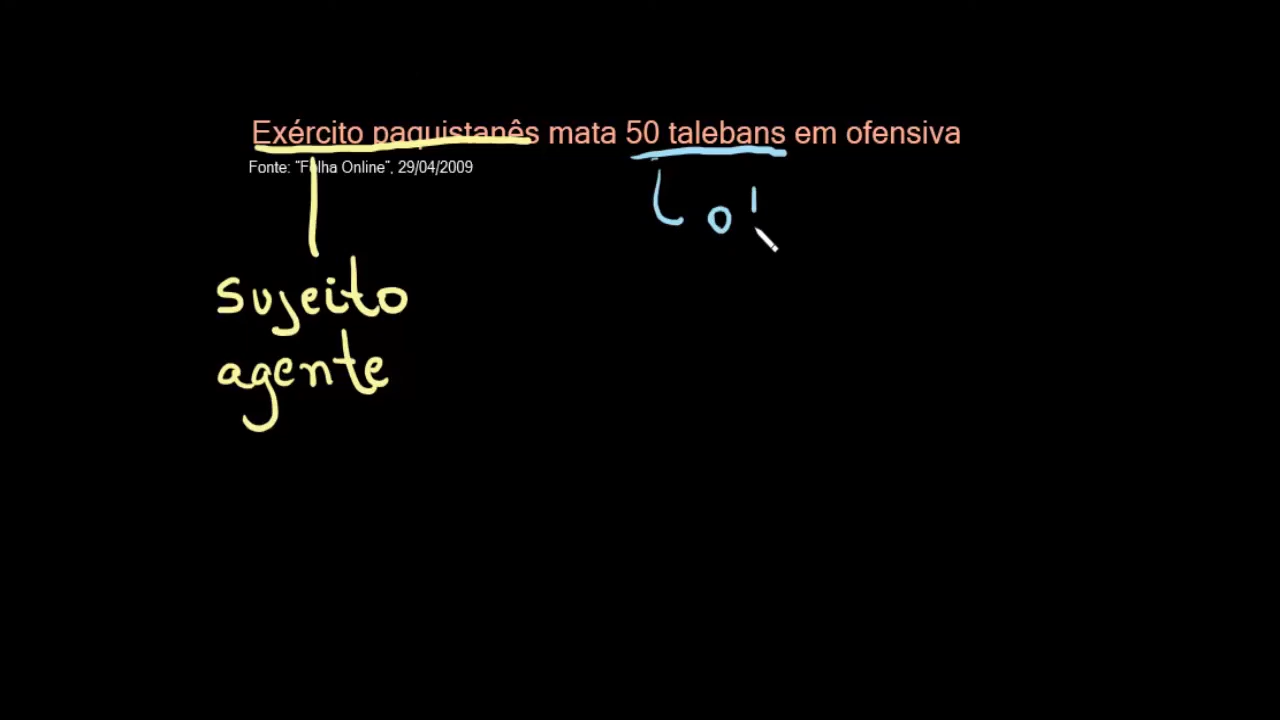 Exército paquistanês mata 50 talebans em ofensiva
Fonte: "Folha Online", 29/04/2009
o
sujeito
agente